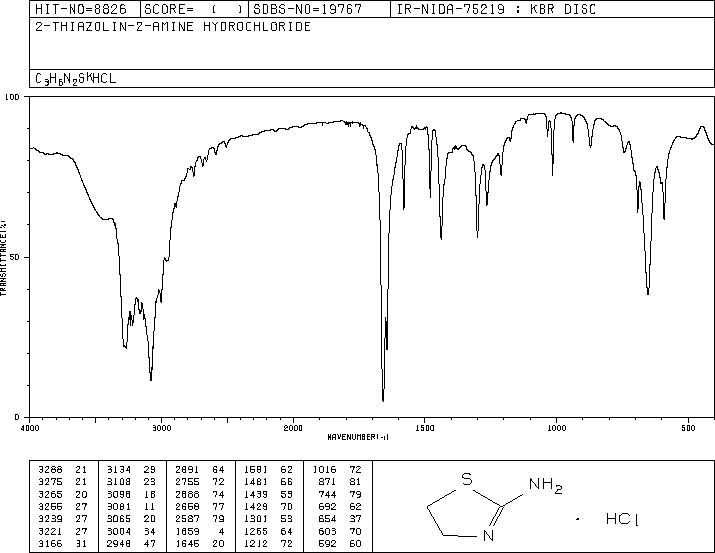 HIT-NO=8826 SCORE= ( ) SDBS-NO=19767 IR-NIDA-75219 : KBR DISC
2-THIAZOLIN-2-AMINE HYDROCHLORIDE
C3H6N2S*HCL
100
50
0
TRANSMITTANCE(%)
4000 3000 2000 1500 1000 500
WAVENUMBER(-1)
3288 21 3134 29 2891 64 1581 62 1016 72
3275 21 3108 23 2755 72 1481 66 871 81
3265 20 3098 18 2688 74 1439 53 744 79
3255 27 3081 11 2658 77 1429 70 692 62
3239 27 3065 20 2587 79 1301 53 654 37
3221 27 3004 34 1659 4 1265 64 603 70
3166 31 2948 47 1645 20 1212 72 592 60
S
NH2
N
· HCl